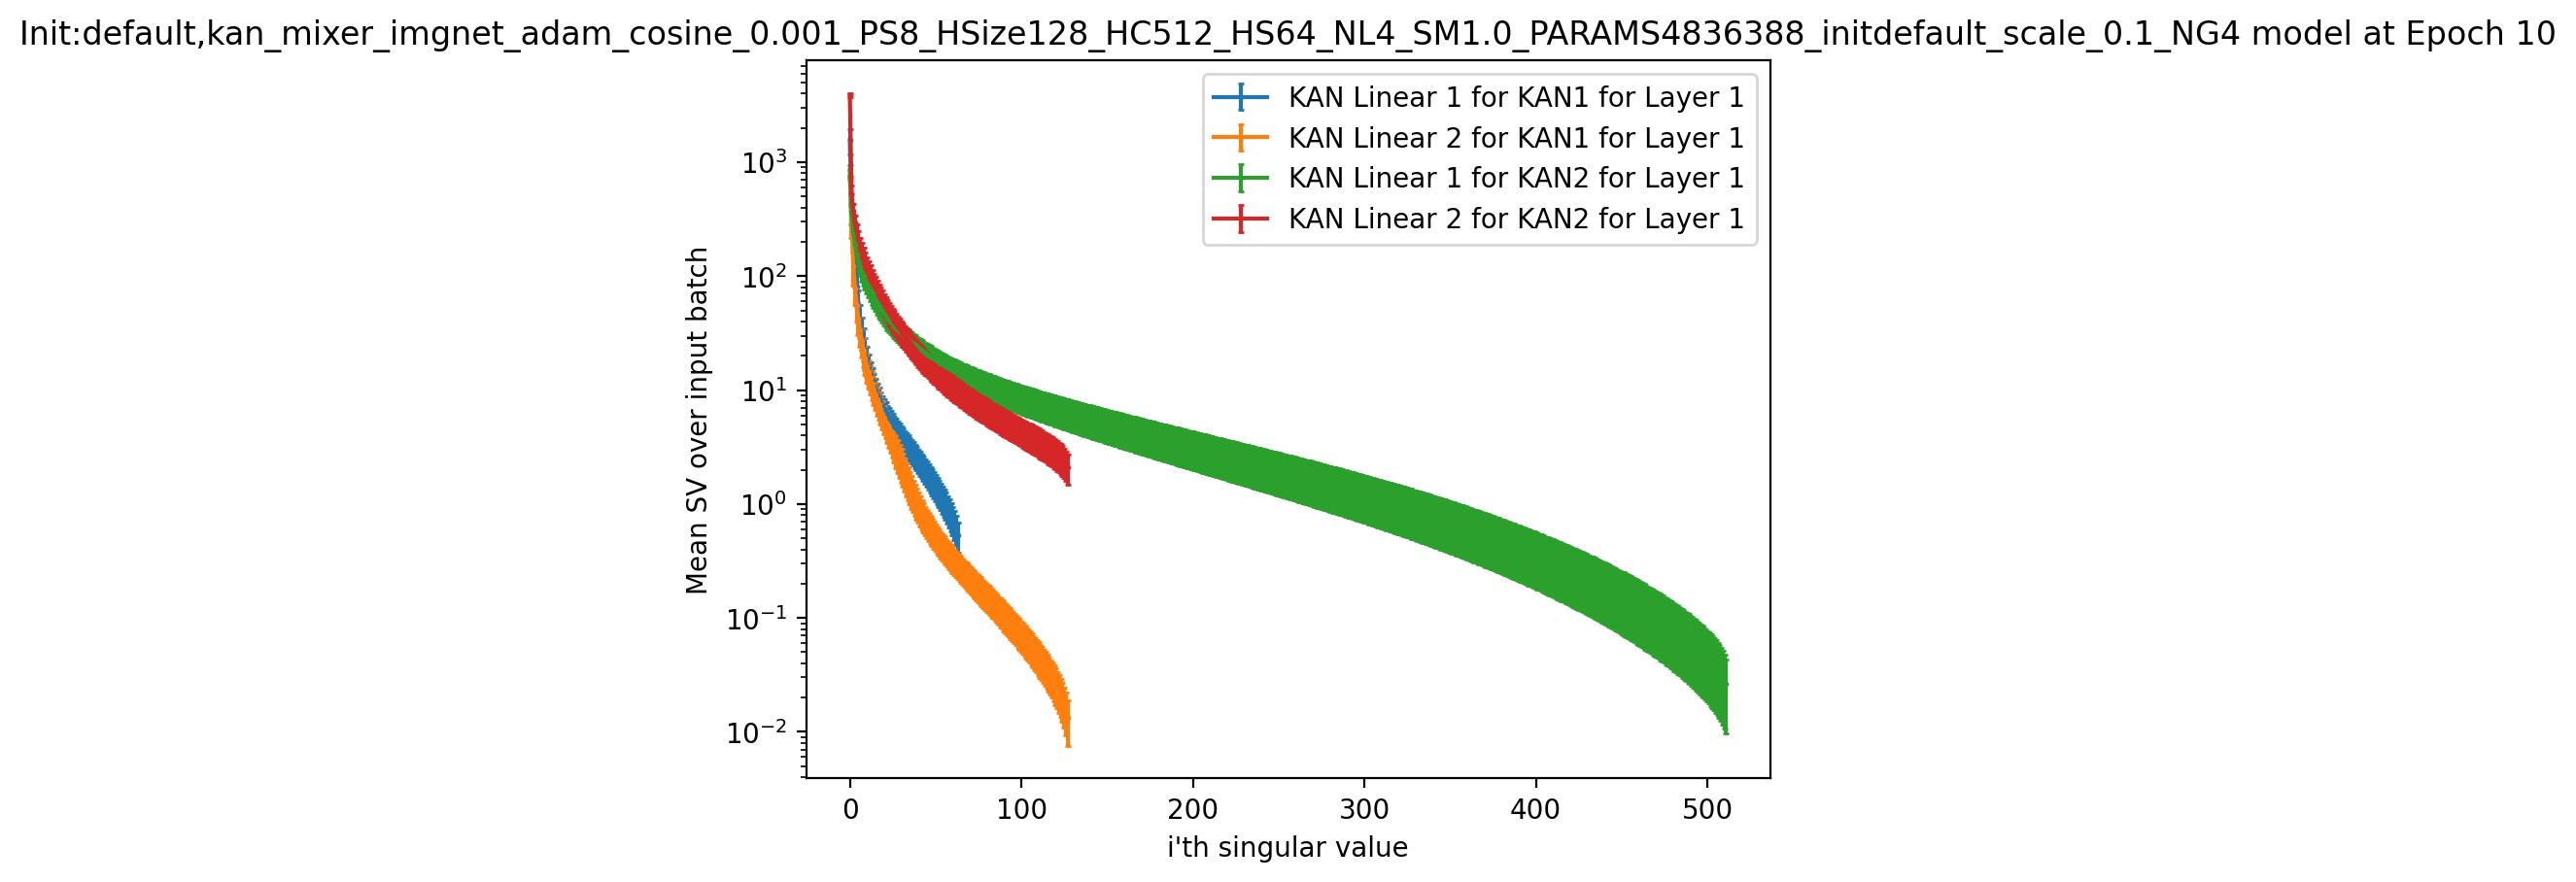 Init:default,kan_mixer_imgnet_adam_cosine_0.001_PS8_HSize128_HC512_HS64_NL4_SM1.0_PARAMS4836388_initdefault_scale_0.1_NG4 model at Epoch 10
KAN Linear 1 for KAN1 for Layer 1
KAN Linear 2 for KAN1 for Layer 1
KAN Linear 1 for KAN2 for Layer 1
KAN Linear 2 for KAN2 for Layer 1
Mean SV over input batch
10³
10²
10¹
10⁰
10⁻¹
10⁻²
0 100 200 300 400 500
i'th singular value